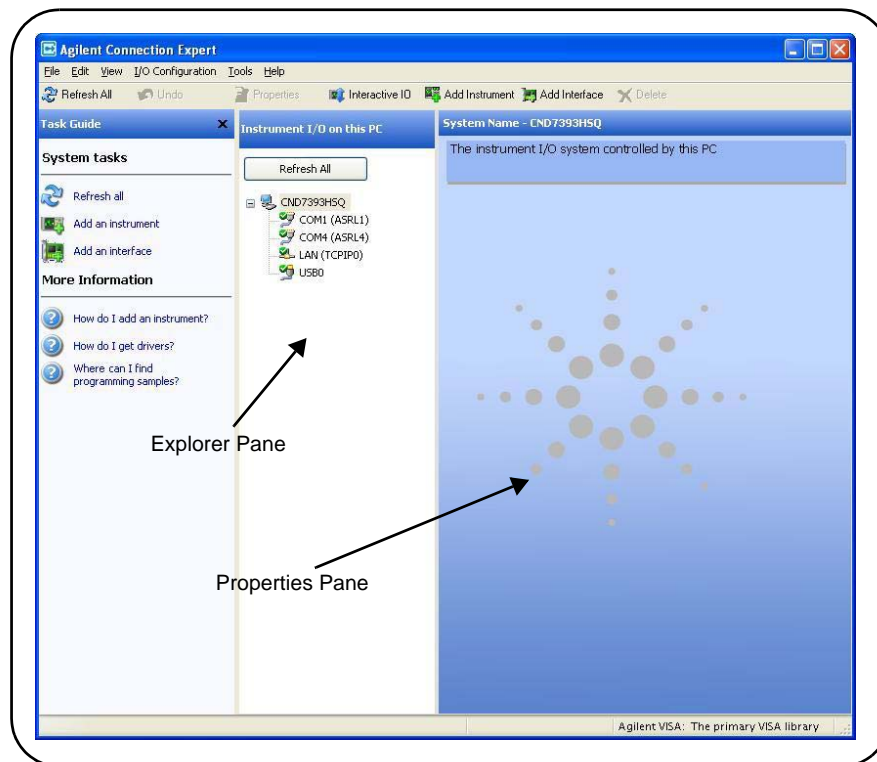 Agilent Connection Expert
File Edit View I/O Configuration Tools Help
Refresh All Undo Properties Interactive IO Add Instrument Add Interface Delete
Task Guide x
System tasks
Refresh all
Add an instrument
Add an interface
More Information
How do I add an instrument?
How do I get drivers?
Where can I find
programming samples?
Instrument I/O on this PC
Refresh All
CND7393HSQ
COM1 (ASRL1)
COM4 (ASRL4)
LAN (TCPIP0)
USB0
System Name - CND7393HSQ
The instrument I/O system controlled by this PC
Explorer Pane
Properties Pane
Agilent VISA: The primary VISA library